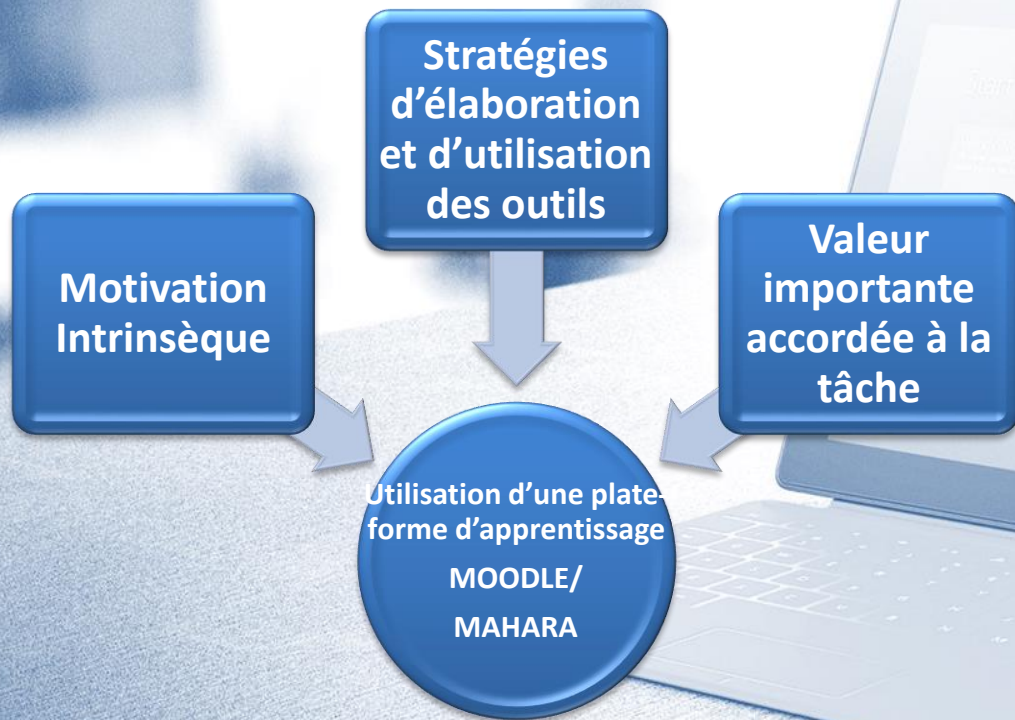 Stratégies
d’élaboration
et d’utilisation
des outils
Motivation
Intrinsèque
Valeur
importante
accordée à la
tâche
Utilisation d’une plate-
forme d’apprentissage
MOODLE/
MAHARA